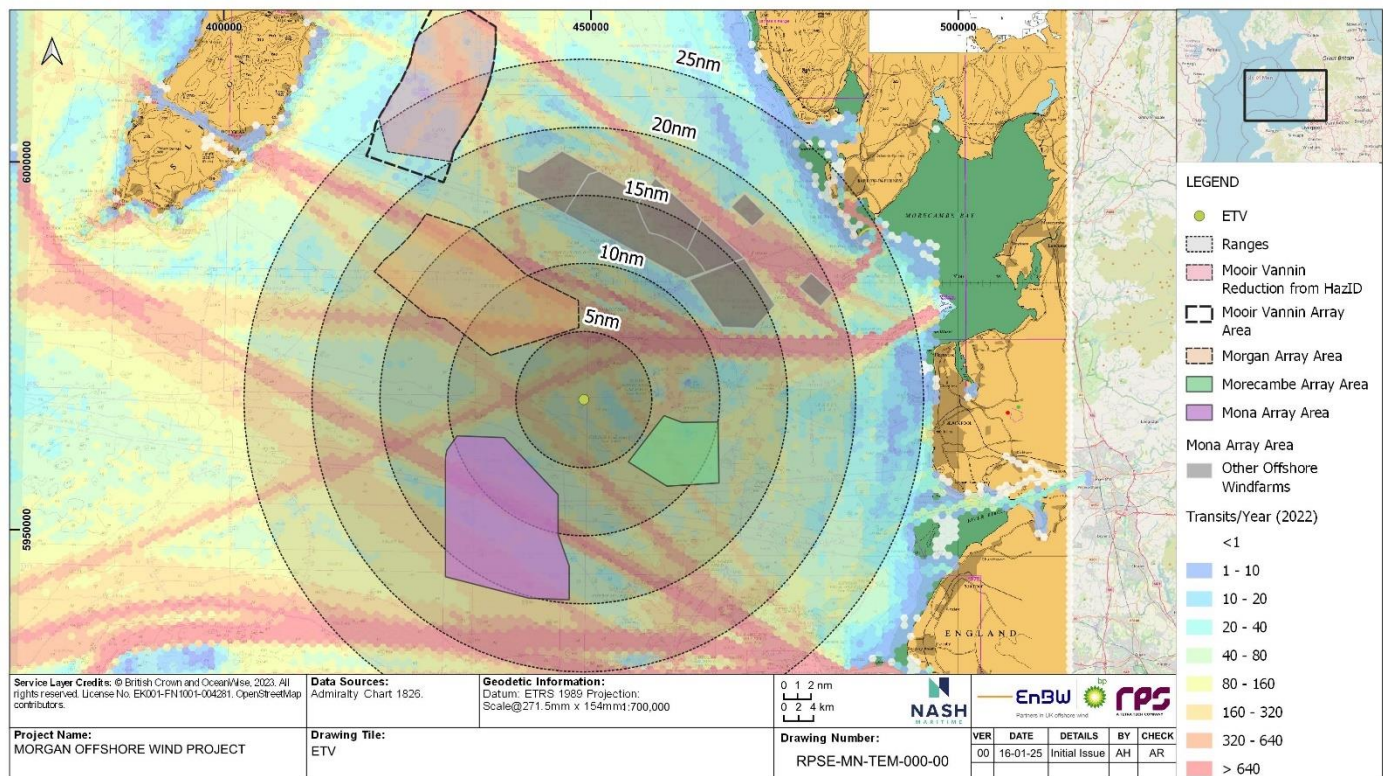 400000
450000
500000
600000
595000
25nm
20nm
15nm
10nm
5nm
MORECAMBE BAY
ENGLAND
LEGEND
ETV
Ranges
Mooir Vannin
Reduction from HazID
Mooir Vannin Array
Area
Morgan Array Area
Morecambe Array Area
Mona Array Area
Mona Array Area
Other Offshore
Windfarms
Transits/Year (2022)
<1
1 - 10
10 - 20
20 - 40
40 - 80
80 - 160
160 - 320
320 - 640
> 640
Service Layer Credits: © British Crown and OceanWise, 2023. All
rights reserved. License No. EK001-FN1001-004281. OpenStreetMap
contributors.
Data Sources:
Admiralty Chart 1826.
Geodetic Information:
Datum: ETRS 1989 Projection:
Scale@271.5mm x 154mm1:700,000
0 1 2 nm
0 2 4 km
NASH
MARITIME
EnBW
Partners in UK offshore wind
bp
rps
A TETRA TECH COMPANY
Project Name:
MORGAN OFFSHORE WIND PROJECT
Drawing Title:
ETV
Drawing Number:
RPSE-MN-TEM-000-00
VER DATE DETAILS BY CHECK
00 16-01-25 Initial Issue AH AR